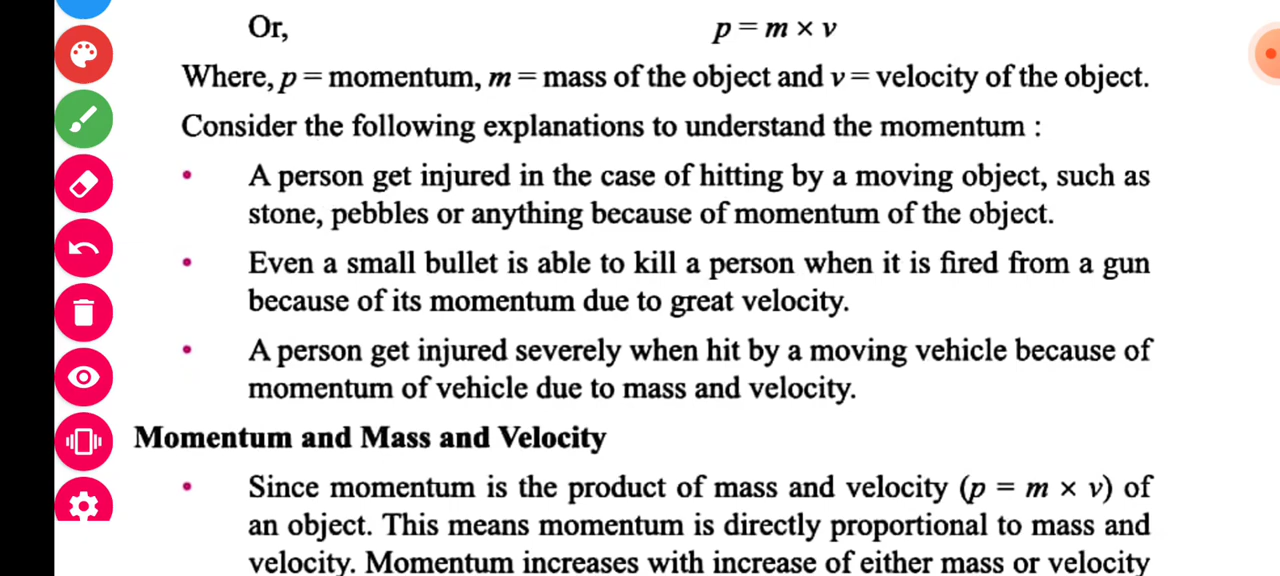 Or, p = m × v
Where, p = momentum, m = mass of the object and v = velocity of the object.
Consider the following explanations to understand the momentum :
• A person get injured in the case of hitting by a moving object, such as
stone, pebbles or anything because of momentum of the object.
• Even a small bullet is able to kill a person when it is fired from a gun
because of its momentum due to great velocity.
• A person get injured severely when hit by a moving vehicle because of
momentum of vehicle due to mass and velocity.
Momentum and Mass and Velocity
• Since momentum is the product of mass and velocity (p = m × v) of
an object. This means momentum is directly proportional to mass and
velocity. Momentum increases with increase of either mass or velocity